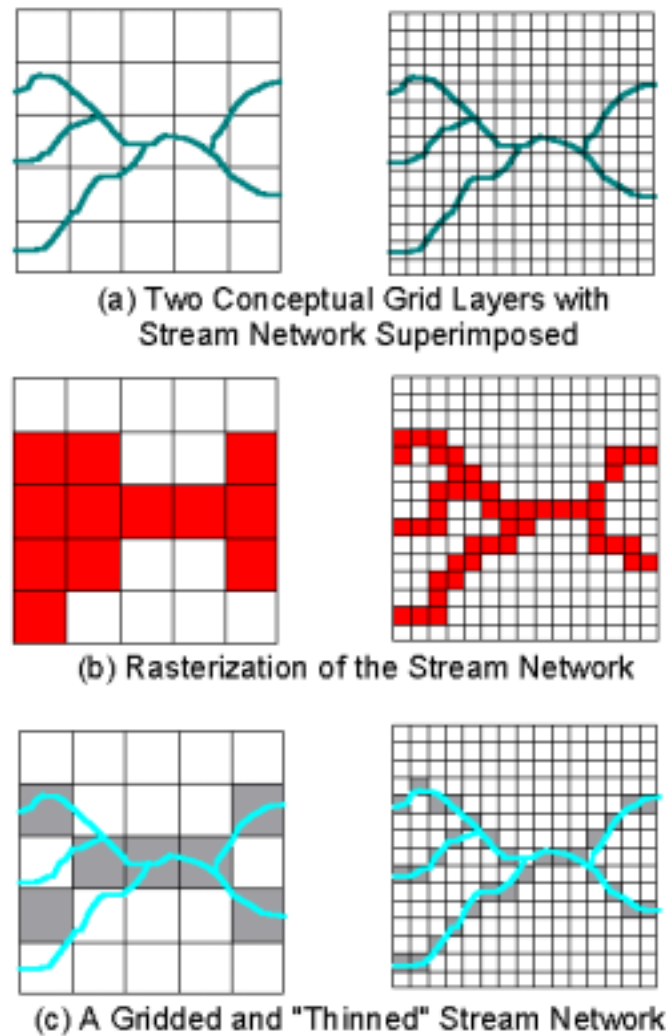 (a) Two Conceptual Grid Layers with
Stream Network Superimposed
(b) Rasterization of the Stream Network
(c) A Gridded and "Thinned" Stream Network